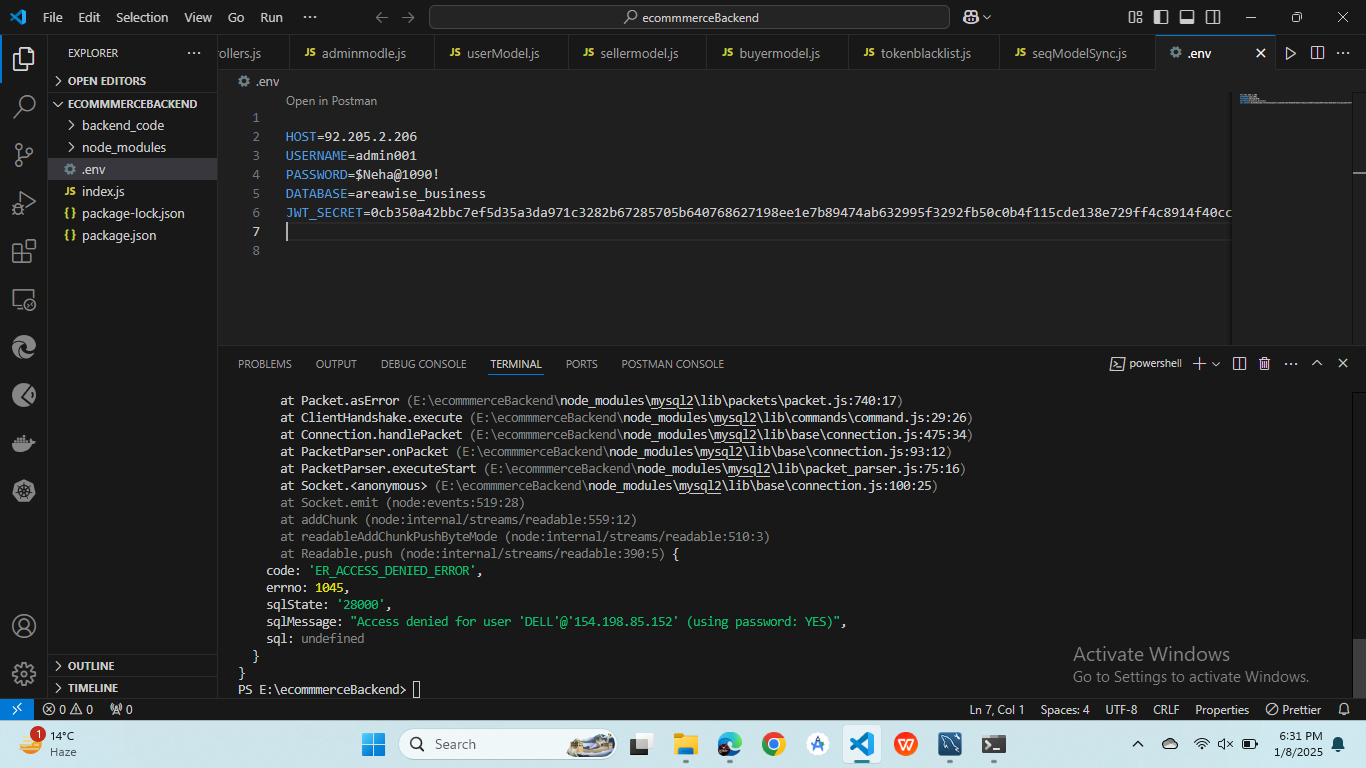 File Edit Selection View Go Run ··· ecommmerceBackend
EXPLORER ···
OPEN EDITORS
ECOMMMERCEBACKEND
backend_code
node_modules
.env
JS index.js
{} package-lock.json
{} package.json
OUTLINE
TIMELINE
ollers.js JS adminmodle.js JS userModel.js JS sellermodel.js JS buyermodel.js JS tokenblacklist.js JS seqModelSync.js .env
.env
Open in Postman
1
2 HOST=92.205.2.206
3 USERNAME=admin001
4 PASSWORD=$Neha@1090!
5 DATABASE=areawise_business
6 JWT_SECRET=0cb350a42bbc7ef5d35a3da971c3282b67285705b640768627198ee1e7b89474ab632995f3292fb50c0b4f115cde138e729ff4c8914f40cc
7
8
PROBLEMS OUTPUT DEBUG CONSOLE TERMINAL PORTS POSTMAN CONSOLE powershell
at Packet.asError (E:\ecommmerceBackend\node_modules\mysql2\lib\packets\packet.js:740:17)
at ClientHandshake.execute (E:\ecommmerceBackend\node_modules\mysql2\lib\commands\command.js:29:26)
at Connection.handlePacket (E:\ecommmerceBackend\node_modules\mysql2\lib\base\connection.js:475:34)
at PacketParser.onPacket (E:\ecommmerceBackend\node_modules\mysql2\lib\base\connection.js:93:12)
at PacketParser.executeStart (E:\ecommmerceBackend\node_modules\mysql2\lib\packet_parser.js:75:16)
at Socket.<anonymous> (E:\ecommmerceBackend\node_modules\mysql2\lib\base\connection.js:100:25)
at Socket.emit (node:events:519:28)
at addChunk (node:internal/streams/readable:559:12)
at readableAddChunkPushByteMode (node:internal/streams/readable:510:3)
at Readable.push (node:internal/streams/readable:390:5) {
code: 'ER_ACCESS_DENIED_ERROR',
errno: 1045,
sqlState: '28000',
sqlMessage: "Access denied for user 'DELL'@'154.198.85.152' (using password: YES)",
sql: undefined
}
}
PS E:\ecommmerceBackend>
Activate Windows
Go to Settings to activate Windows.
0 0 0 Ln 7, Col 1 Spaces: 4 UTF-8 CRLF Properties Prettier
1 14°C
Haze
Search
6:31 PM
1/8/2025